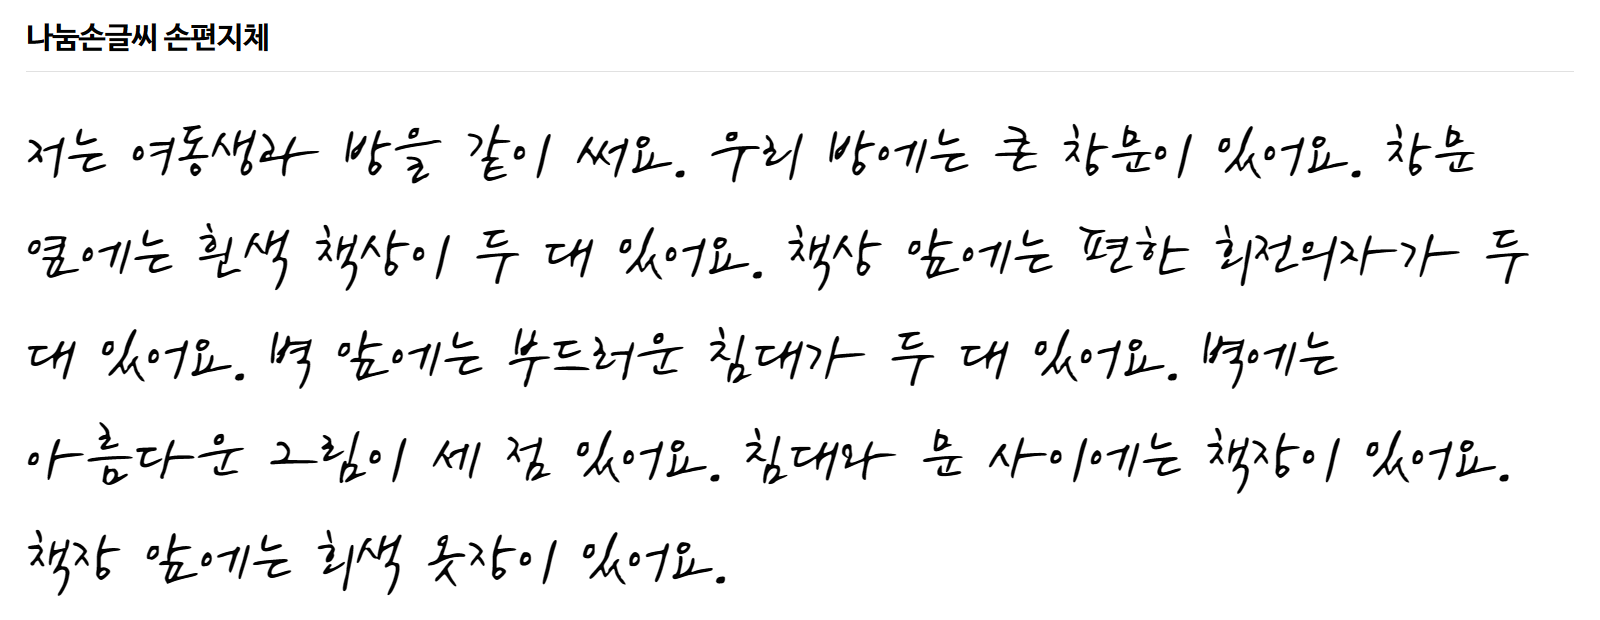 나눔손글씨 손편지체
저는 여동생과 방을 같이 써요. 우리 방에는 큰 창문이 있어요. 창문
옆에는 흰색 책상이 두 대 있어요. 책상 앞에는 편한 회전의자가 두
대 있어요. 벽 앞에는 부드러운 침대가 두 대 있어요. 벽에는
아름다운 그림이 세 점 있어요. 침대와 문 사이에는 책장이 있어요.
책장 앞에는 회색 옷장이 있어요.